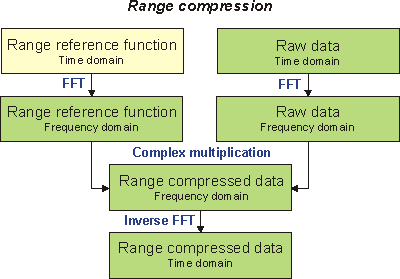 Range compression
Range reference function
Time domain
Raw data
Time domain
FFT
FFT
Range reference function
Frequency domain
Raw data
Frequency domain
Complex multiplication
Range compressed data
Frequency domain
Inverse FFT
Range compressed data
Time domain